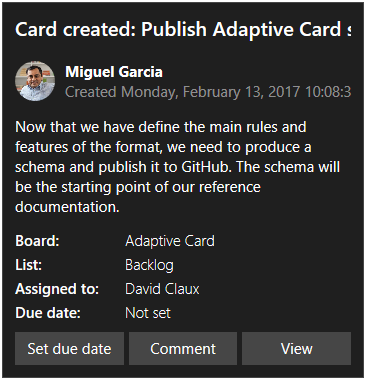 Card created: Publish Adaptive Card s
Miguel Garcia
Created Monday, February 13, 2017 10:08:3
Now that we have define the main rules and
features of the format, we need to produce a
schema and publish it to GitHub. The schema will
be the starting point of our reference
documentation.
Board: Adaptive Card
List: Backlog
Assigned to: David Claux
Due date: Not set
Set due date Comment View